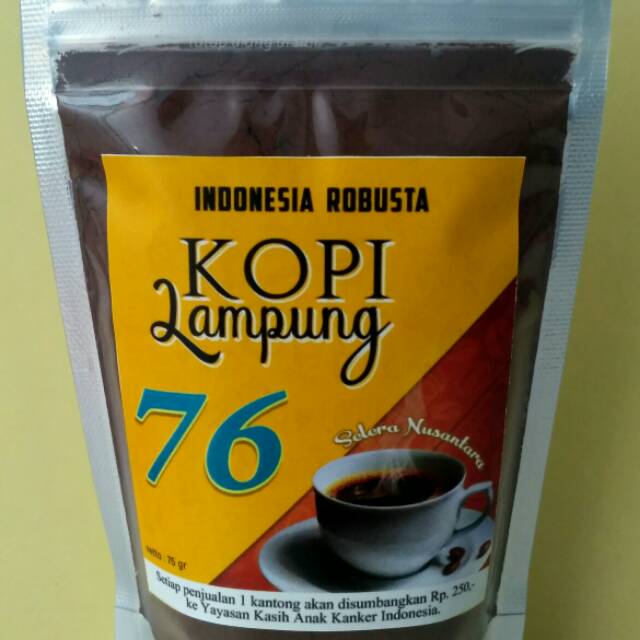 INDONESIA ROBUSTA
KOPI
Lampung
76
Selera Nusantara
netto : 75 gr
Setiap penjualan 1 kantong akan disumbangkan Rp. 250,-
ke Yayasan Kasih Anak Kanker Indonesia.